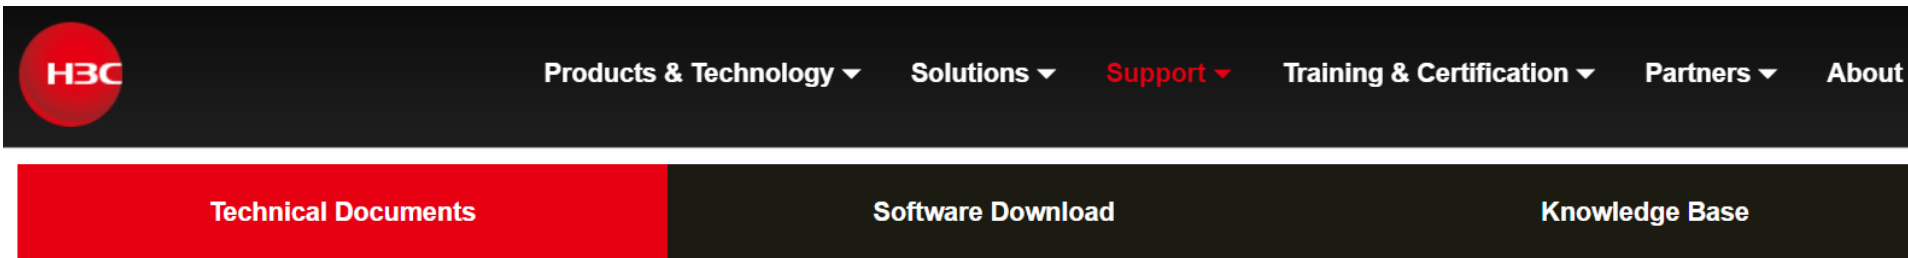 H3C
Products & Technology Solutions Support Training & Certification Partners About
Technical Documents Software Download Knowledge Base